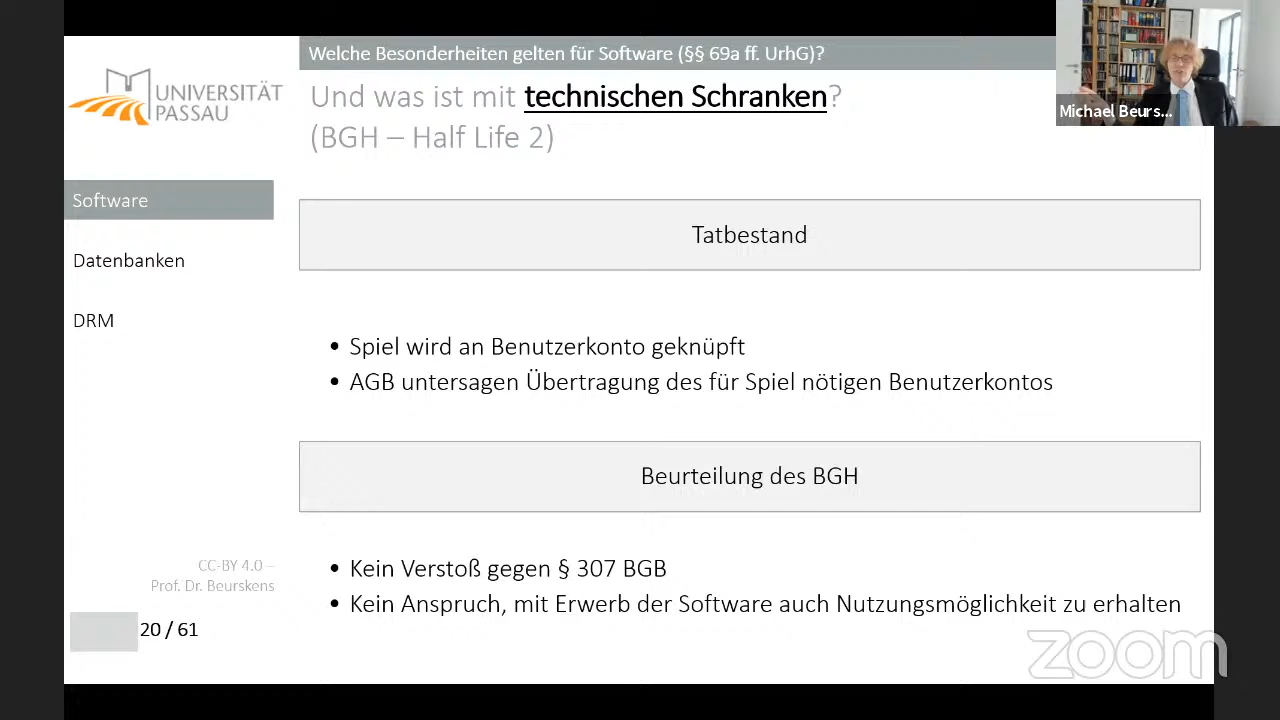 Welche Besonderheiten gelten für Software (§§ 69a ff. UrhG)?
Michael Beurs...
UNIVERSITÄT
PASSAU
Und was ist mit technischen Schranken?
(BGH – Half Life 2)
Software
Datenbanken
DRM
Tatbestand
• Spiel wird an Benutzerkonto geknüpft
• AGB untersagen Übertragung des für Spiel nötigen Benutzerkontos
Beurteilung des BGH
• Kein Verstoß gegen § 307 BGB
• Kein Anspruch, mit Erwerb der Software auch Nutzungsmöglichkeit zu erhalten
CC-BY 4.0 –
Prof. Dr. Beurskens
20 / 61
zoom